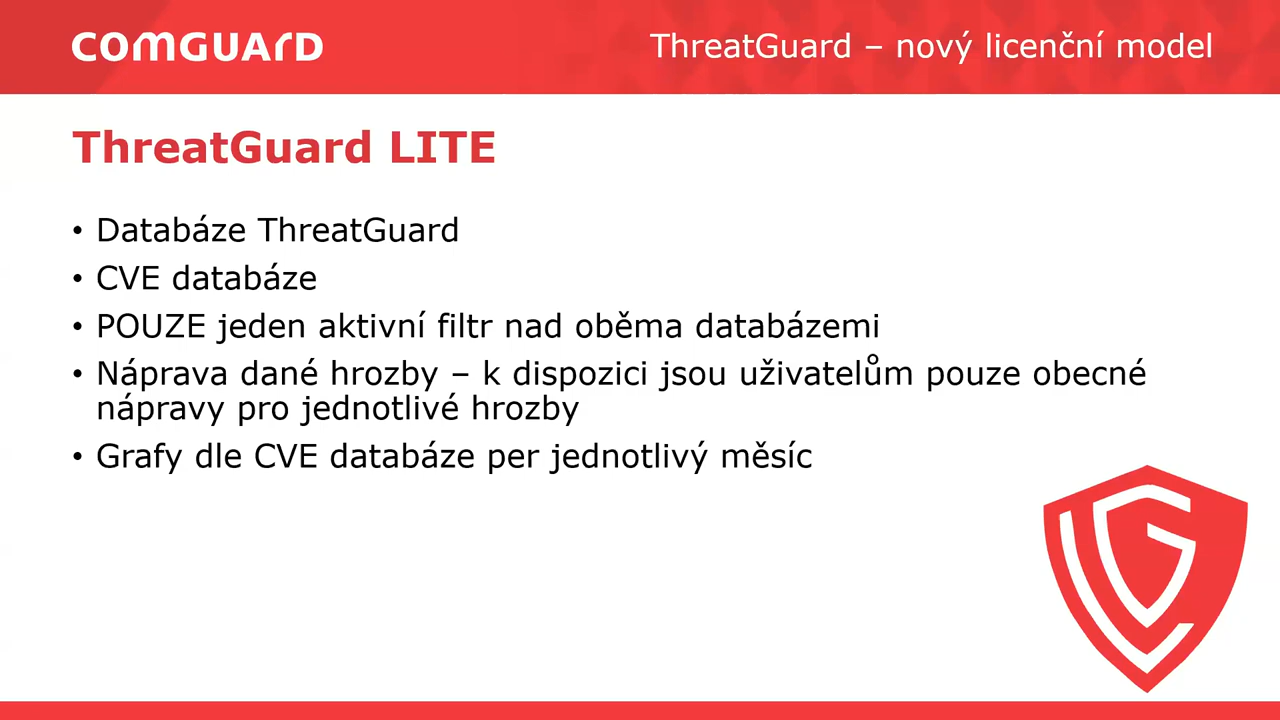 COMGUARD
ThreatGuard – nový licenční model
ThreatGuard LITE
• Databáze ThreatGuard
• CVE databáze
• POUZE jeden aktivní filtr nad oběma databázemi
• Náprava dané hrozby – k dispozici jsou uživatelům pouze obecné
nápravy pro jednotlivé hrozby
• Grafy dle CVE databáze per jednotlivý měsíc